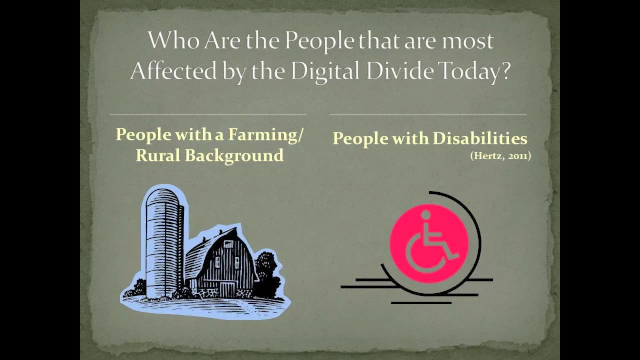 Who Are the People that are most
Affected by the Digital Divide Today?
People with a Farming/
Rural Background
People with Disabilities
(Hertz, 2011)